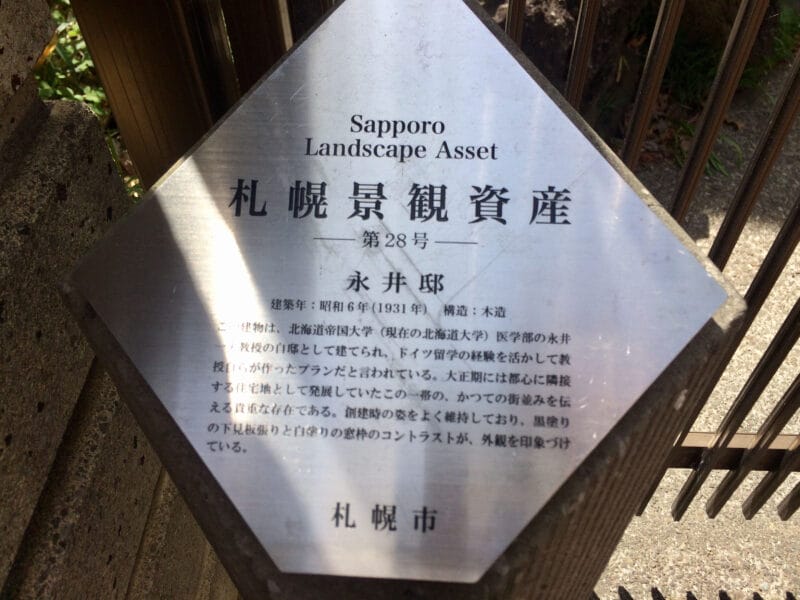 Sapporo
Landscape Asset
札幌景観資産
第28号
永井邸
建築年：昭和6年(1931年) 構造：木造
この建物は、北海道帝国大学（現在の北海道大学）医学部の永井
一夫教授の自邸として建てられ、ドイツ留学の経験を活かして教
授自らが作ったプランだと言われている。大正期には都心に隣接
する住宅地として発展していたこの一帯の、かつての街並みを伝
える貴重な存在である。創建時の姿をよく維持しており、黒塗り
の下見板張りと白塗りの窓枠のコントラストが、外観を印象づけ
ている。
札幌市